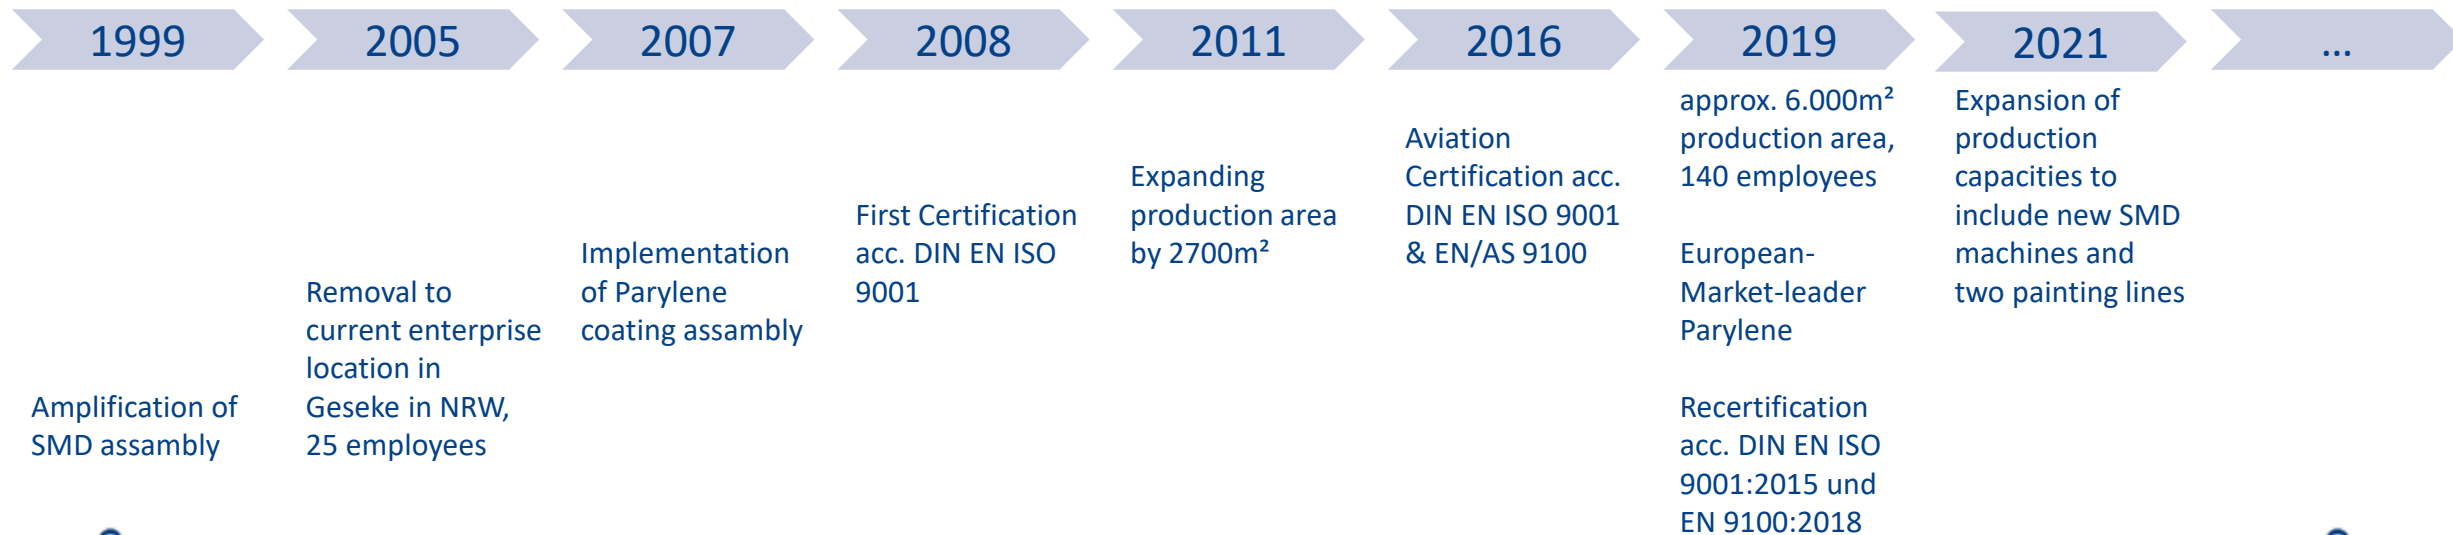 1999
Amplification of
SMD assambly
2005
Removal to
current enterprise
location in
Geseke in NRW,
25 employees
2007
Implementation
of Parylene
coating assambly
2008
First Certification
acc. DIN EN ISO
9001
2011
Expanding
production area
by 2700m²
2016
Aviation
Certification acc.
DIN EN ISO 9001
& EN/AS 9100
2019
approx. 6.000m²
production area,
140 employees
European-
Market-leader
Parylene
Recertification
acc. DIN EN ISO
9001:2015 und
EN 9100:2018
2021
Expansion of
production
capacities to
include new SMD
machines and
two painting lines
...